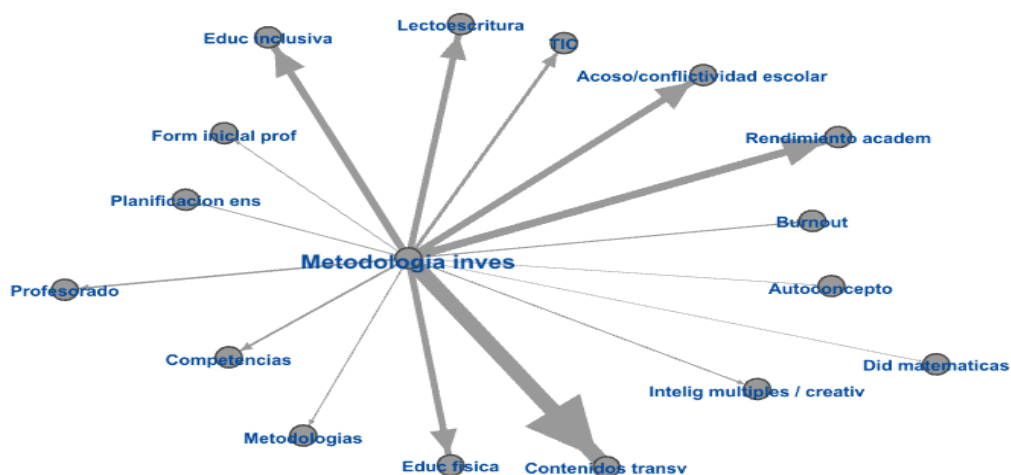 Lectoescritura
Educ inclusiva
TIC
Acoso/conflictividad escolar
Form inicial prof
Rendimiento academ
Planificacion ens
Burnout
Metodologia inves
Profesorado
Autoconcepto
Competencias
Did matematicas
Intelig multiples / creativ
Metodologias
Educ fisica
Contenidos transv